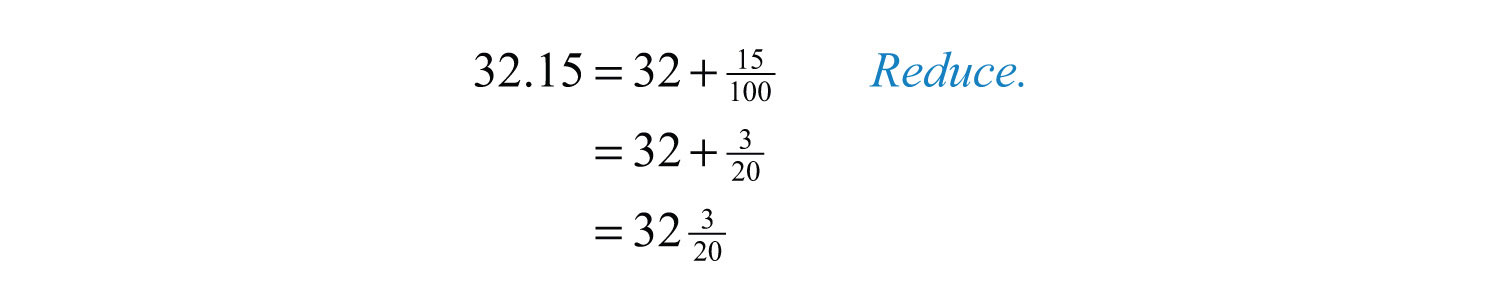 32.15 = 32 + 15/100 Reduce.
= 32 + 3/20
= 32 3/20